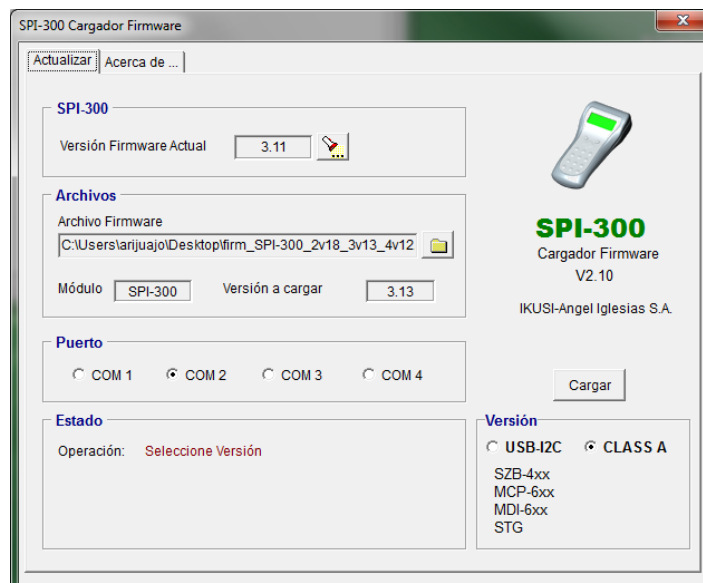 SPI-300 Cargador Firmware
Actualizar
Acerca de ...
SPI-300
Versión Firmware Actual
3.11
Archivos
Archivo Firmware
C:\Users\arijuajo\Desktop\firm_SPI-300_2v18_3v13_4v12
Módulo
SPI-300
Versión a cargar
3.13
SPI-300
Cargador Firmware
V2.10
IKUSI-Angel Iglesias S.A.
Puerto
COM 1
COM 2
COM 3
COM 4
Cargar
Estado
Operación:
Seleccione Versión
Versión
USB-I2C
CLASS A
SZB-4xx
MCP-6xx
MDI-6xx
STG